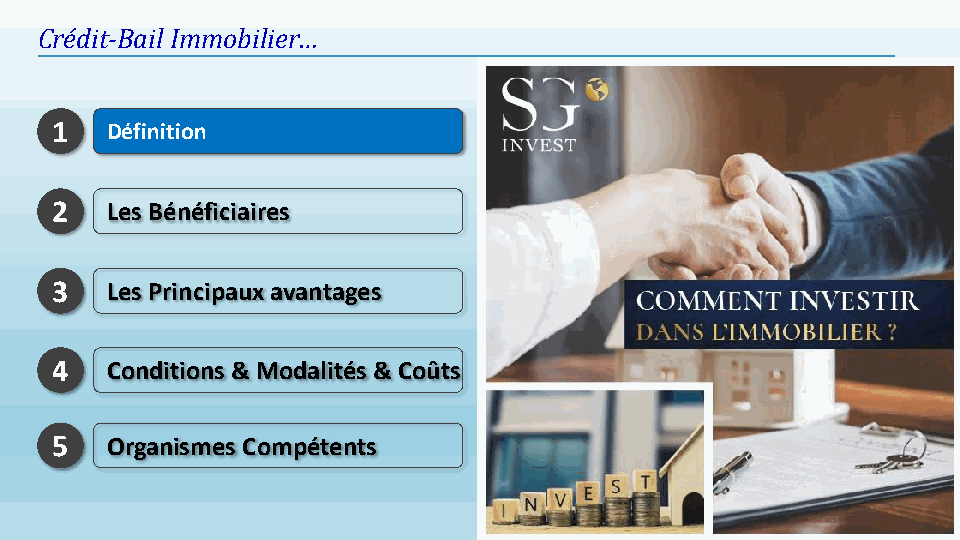 Crédit-Bail Immobilier…
1 Définition
2 Les Bénéficiaires
3 Les Principaux avantages
4 Conditions & Modalités & Coûts
5 Organismes Compétents
SG
INVEST
COMMENT INVESTIR
DANS L'IMMOBILIER ?
INVEST